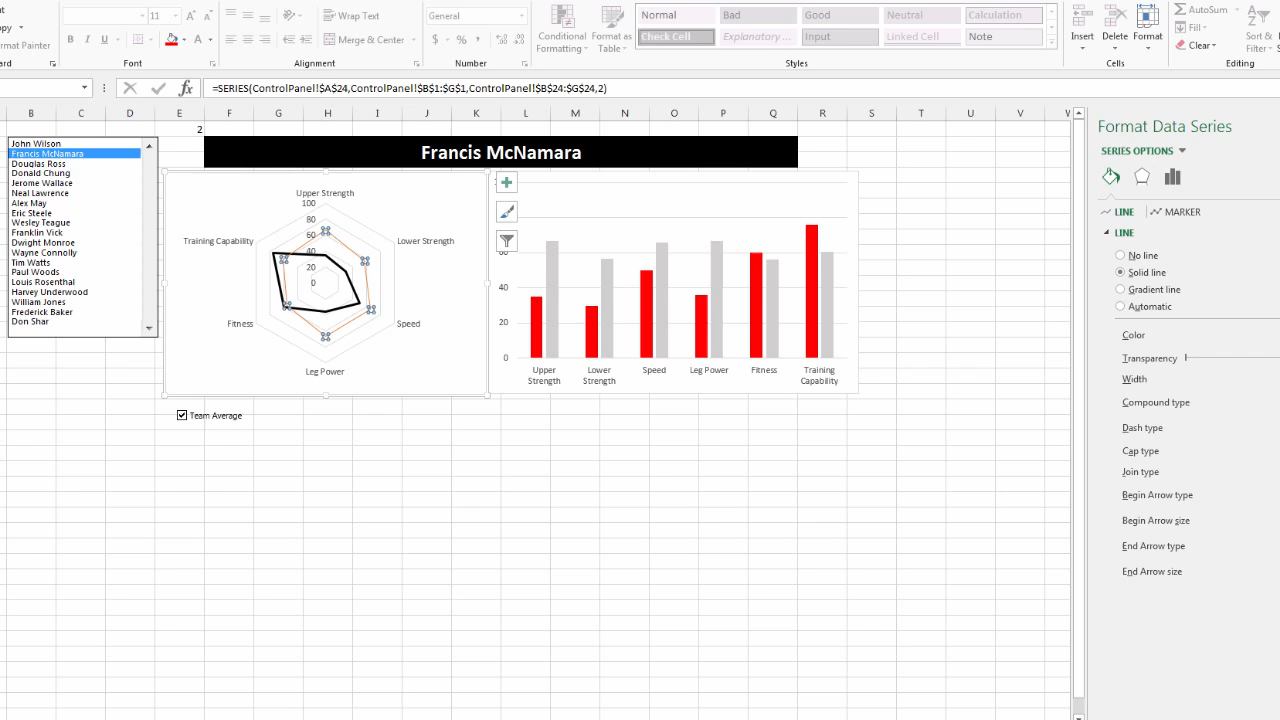 11 A A Wrap Text General Normal Bad Good Neutral Calculation AutoSum
Format Painter B I U A Merge & Center $ % , Conditional Formatting Format as Table Check Cell Explanatory ... Input Linked Cell Note Insert Delete Format Fill Clear Sort & Filter
Font Alignment Number Styles Cells Editing
fx =SERIES(ControlPanel!$A$24,ControlPanel!$B$1:$G$1,ControlPanel!$B$24:$G$24,2)
B C D E F G H I J K L M N O P Q R S T U V
2
John Wilson
Francis McNamara
Douglas Ross
Donald Chung
Jerome Wallace
Neal Lawrence
Alex May
Eric Steele
Wesley Teague
Franklin Vick
Dwight Monroe
Wayne Connolly
Tim Watts
Paul Woods
Louis Rosenthal
Harvey Underwood
William Jones
Frederick Baker
Don Shar
Francis McNamara
Upper Strength
100
80
60
40
20
0
Training Capability
Lower Strength
Fitness
Speed
Leg Power
Team Average
60
40
20
0
Upper Strength
Lower Strength
Speed
Leg Power
Fitness
Training Capability
Format Data Series
SERIES OPTIONS
LINE MARKER
LINE
No line
Solid line
Gradient line
Automatic
Color
Transparency
Width
Compound type
Dash type
Cap type
Join type
Begin Arrow type
Begin Arrow size
End Arrow type
End Arrow size